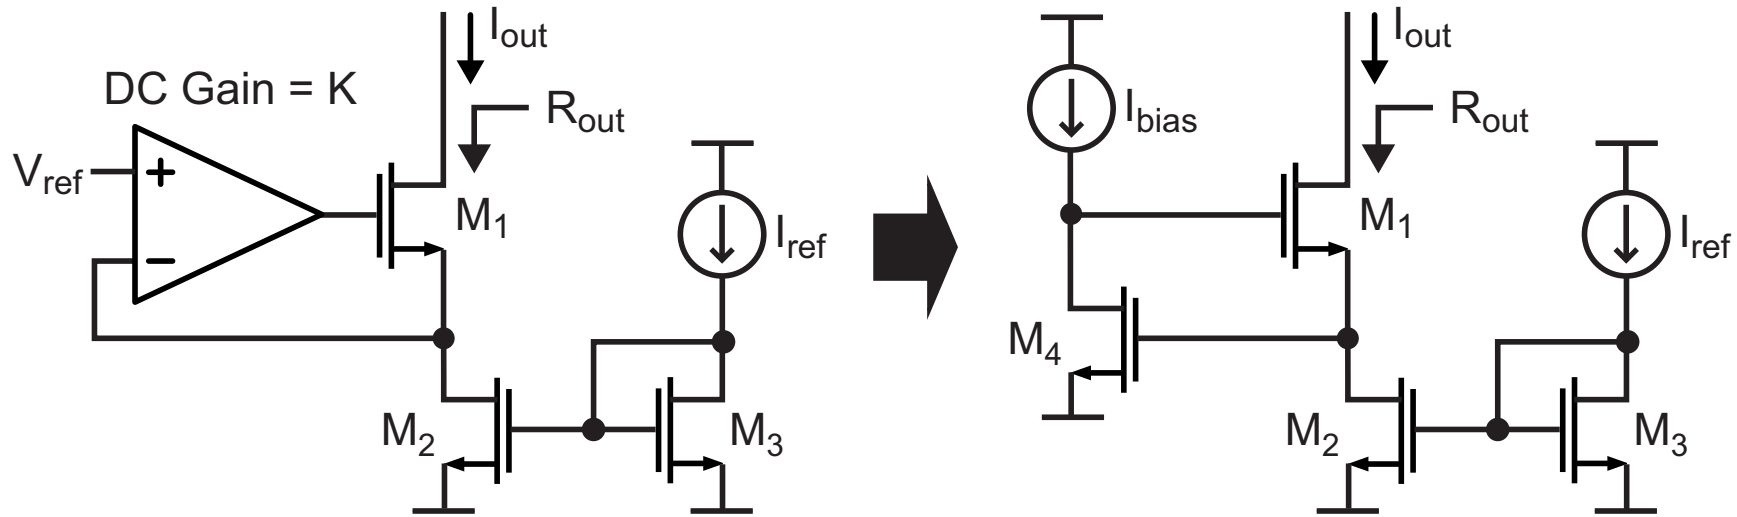 DC Gain = K
I_out
R_out
V_ref
+
−
M_1
I_ref
M_2
M_3
I_bias
I_out
R_out
M_1
I_ref
M_4
M_2
M_3